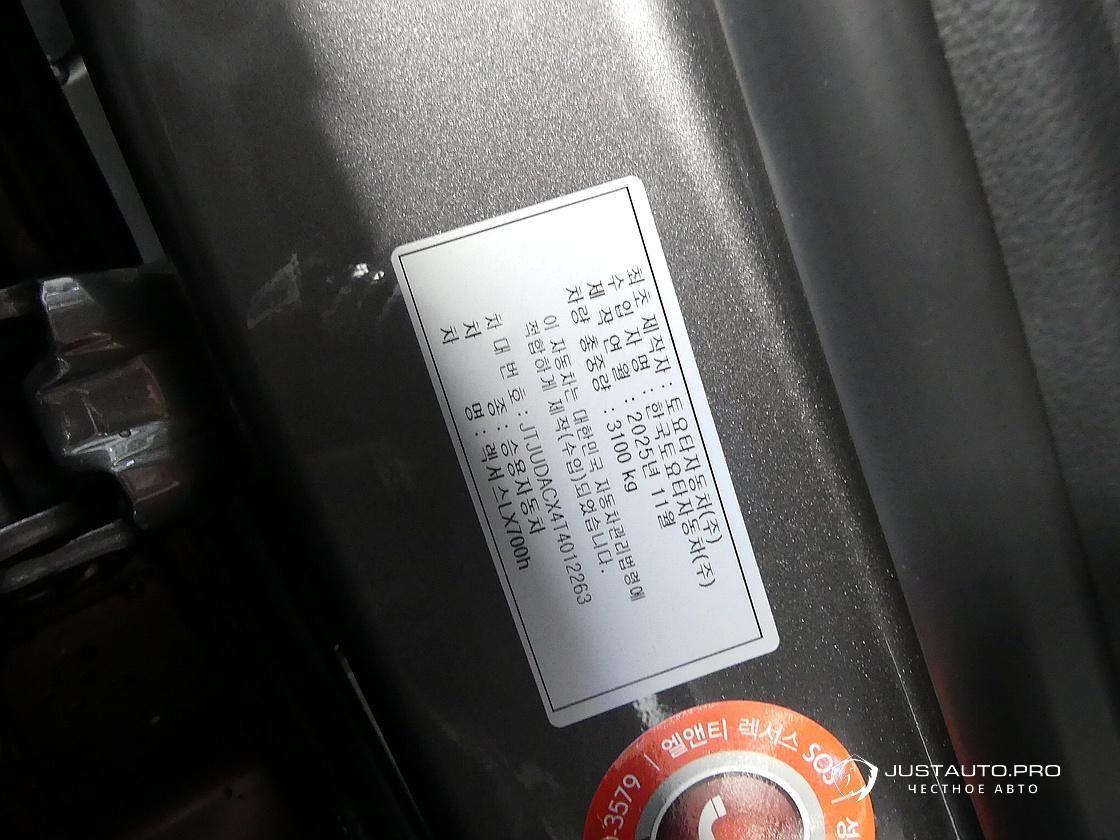 최초 제작사 : 토요타자동차(주)
수 입 자 명 : 한국토요타자동차(주)
제 작 연 월 : 2025년 11월
차량 총중량 : 3100 kg
이 자동차는 대한민국 자동차관리법령에
적합하게 제작(수입)되었습니다.
차 대 번 호 : JTJUDACX4T4012263
차 종 : 승용자동차
차 명 : 렉서스LX700h
-3579 | 엘앤티 렉서스 SOS | 성
JUSTAUTO.PRO
ЧЕСТНОЕ АВТО